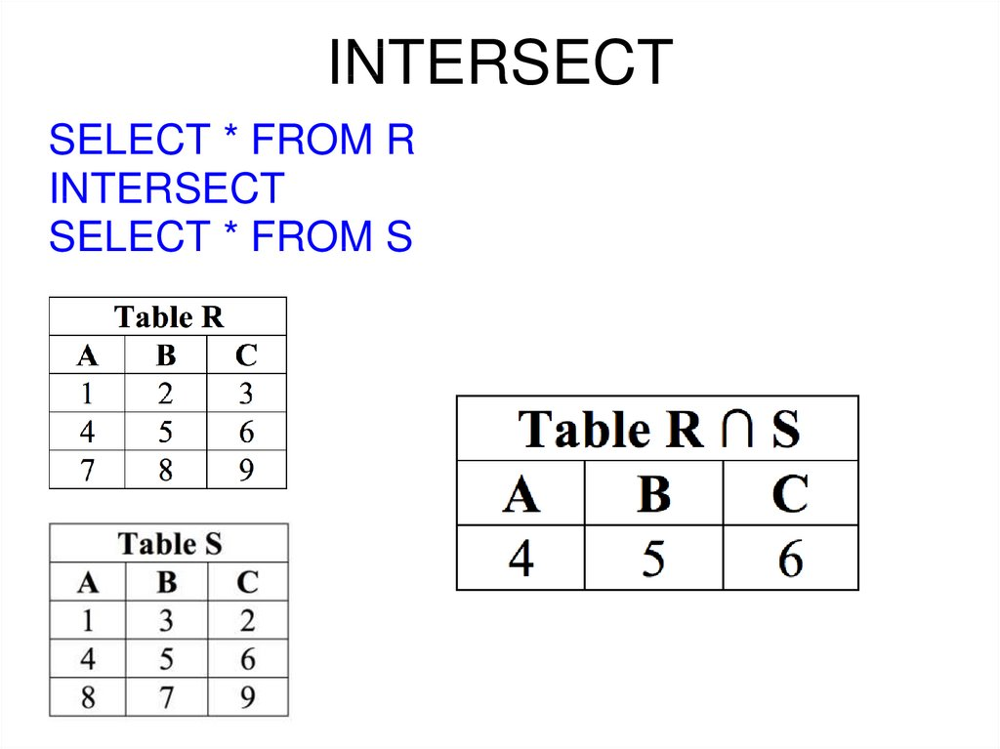 INTERSECT
SELECT * FROM R
INTERSECT
SELECT * FROM S
Table R
A B C
1 2 3
4 5 6
7 8 9
Table S
A B C
1 3 2
4 5 6
8 7 9
Table R ∩ S
A B C
4 5 6